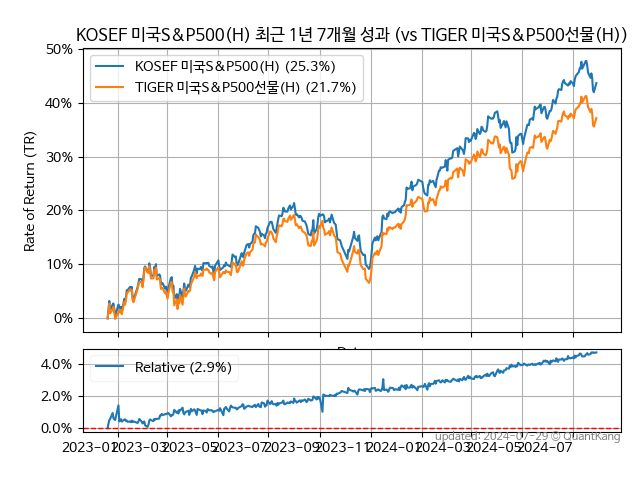 KOSEF 미국S&P500(H) 최근 1년 7개월 성과 (vs TIGER 미국S&P500선물(H))
50%
40%
30%
20%
10%
0%
Rate of Return (TR)
KOSEF 미국S&P500(H) (25.3%)
TIGER 미국S&P500선물(H) (21.7%)
4.0%
2.0%
0.0%
Relative (2.9%)
2023-01 2023-03 2023-05 2023-07 2023-09 2023-11 2024-01 2024-03 2024-05 2024-07
updated: 2024-07-29 © QuantKang